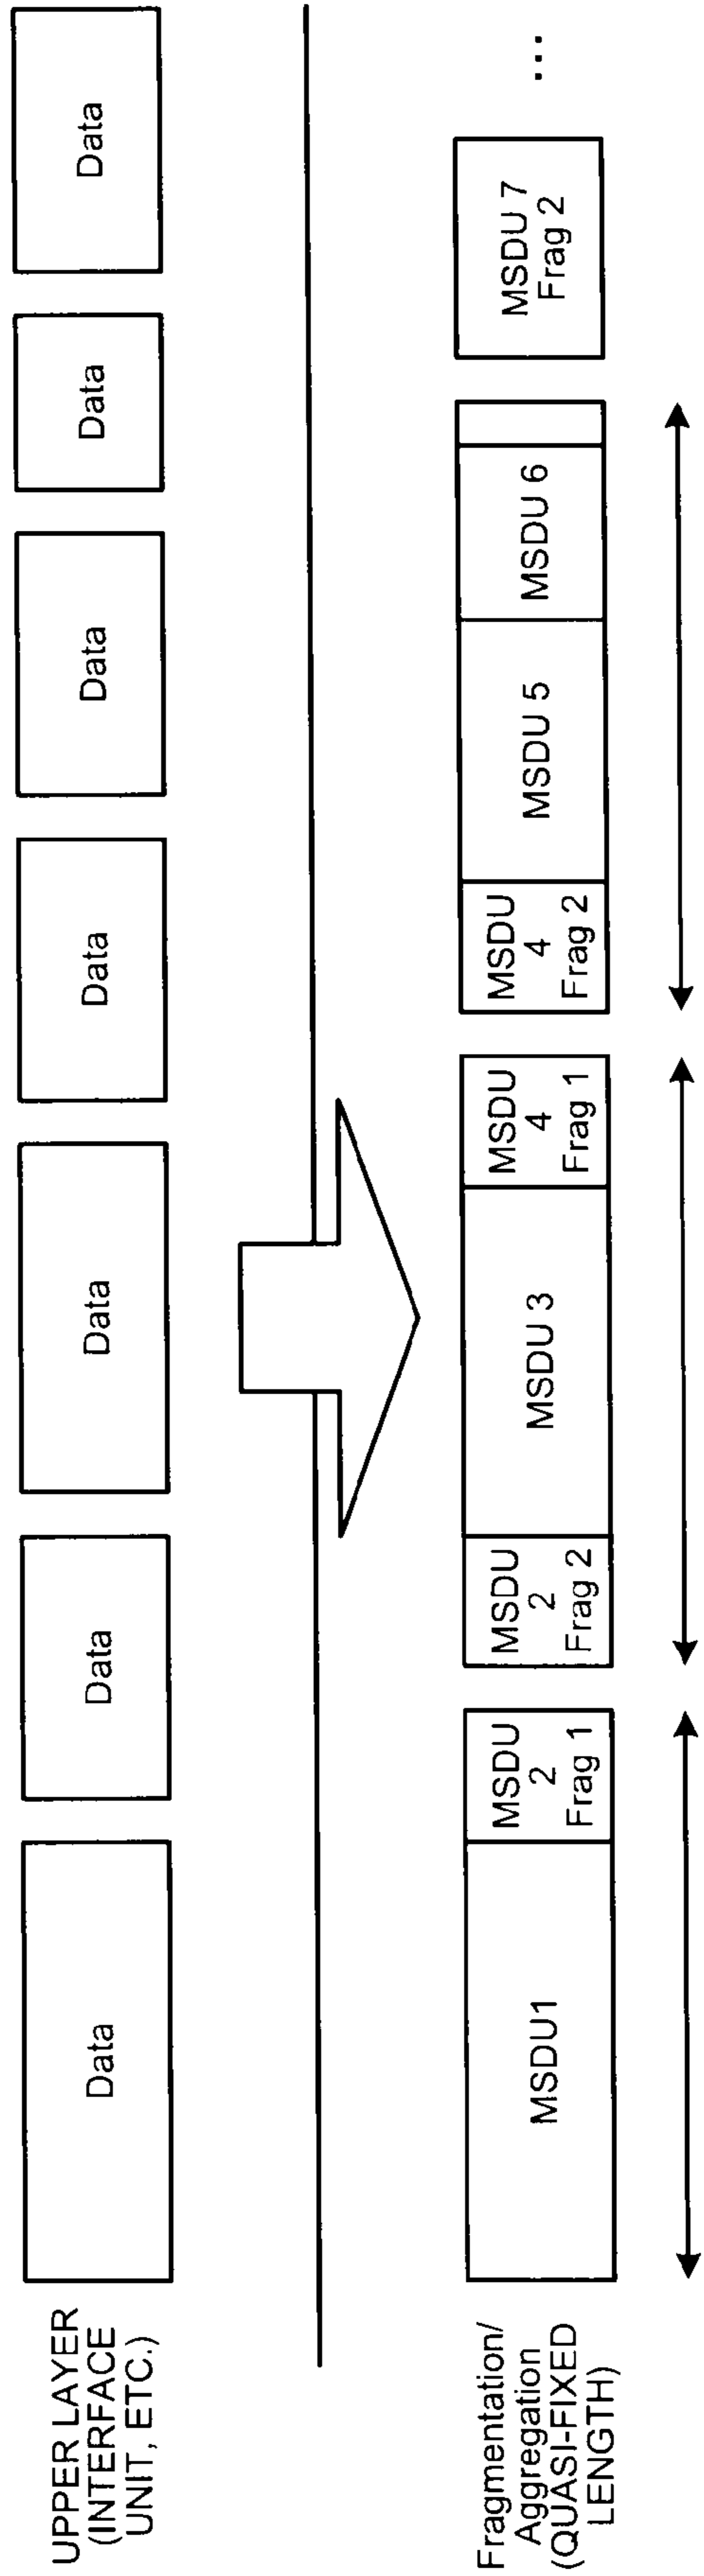 UPPER LAYER
(INTERFACE
UNIT, ETC.)
Data
Data
Data
Data
Data
Data
Data
Fragmentation/
Aggregation
(QUASI-FIXED
LENGTH)
MSDU1
MSDU
2
Frag 1
MSDU
2
Frag 2
MSDU 3
MSDU
4
Frag 1
MSDU
4
Frag 2
MSDU 5
MSDU 6
MSDU 7
Frag 2
...